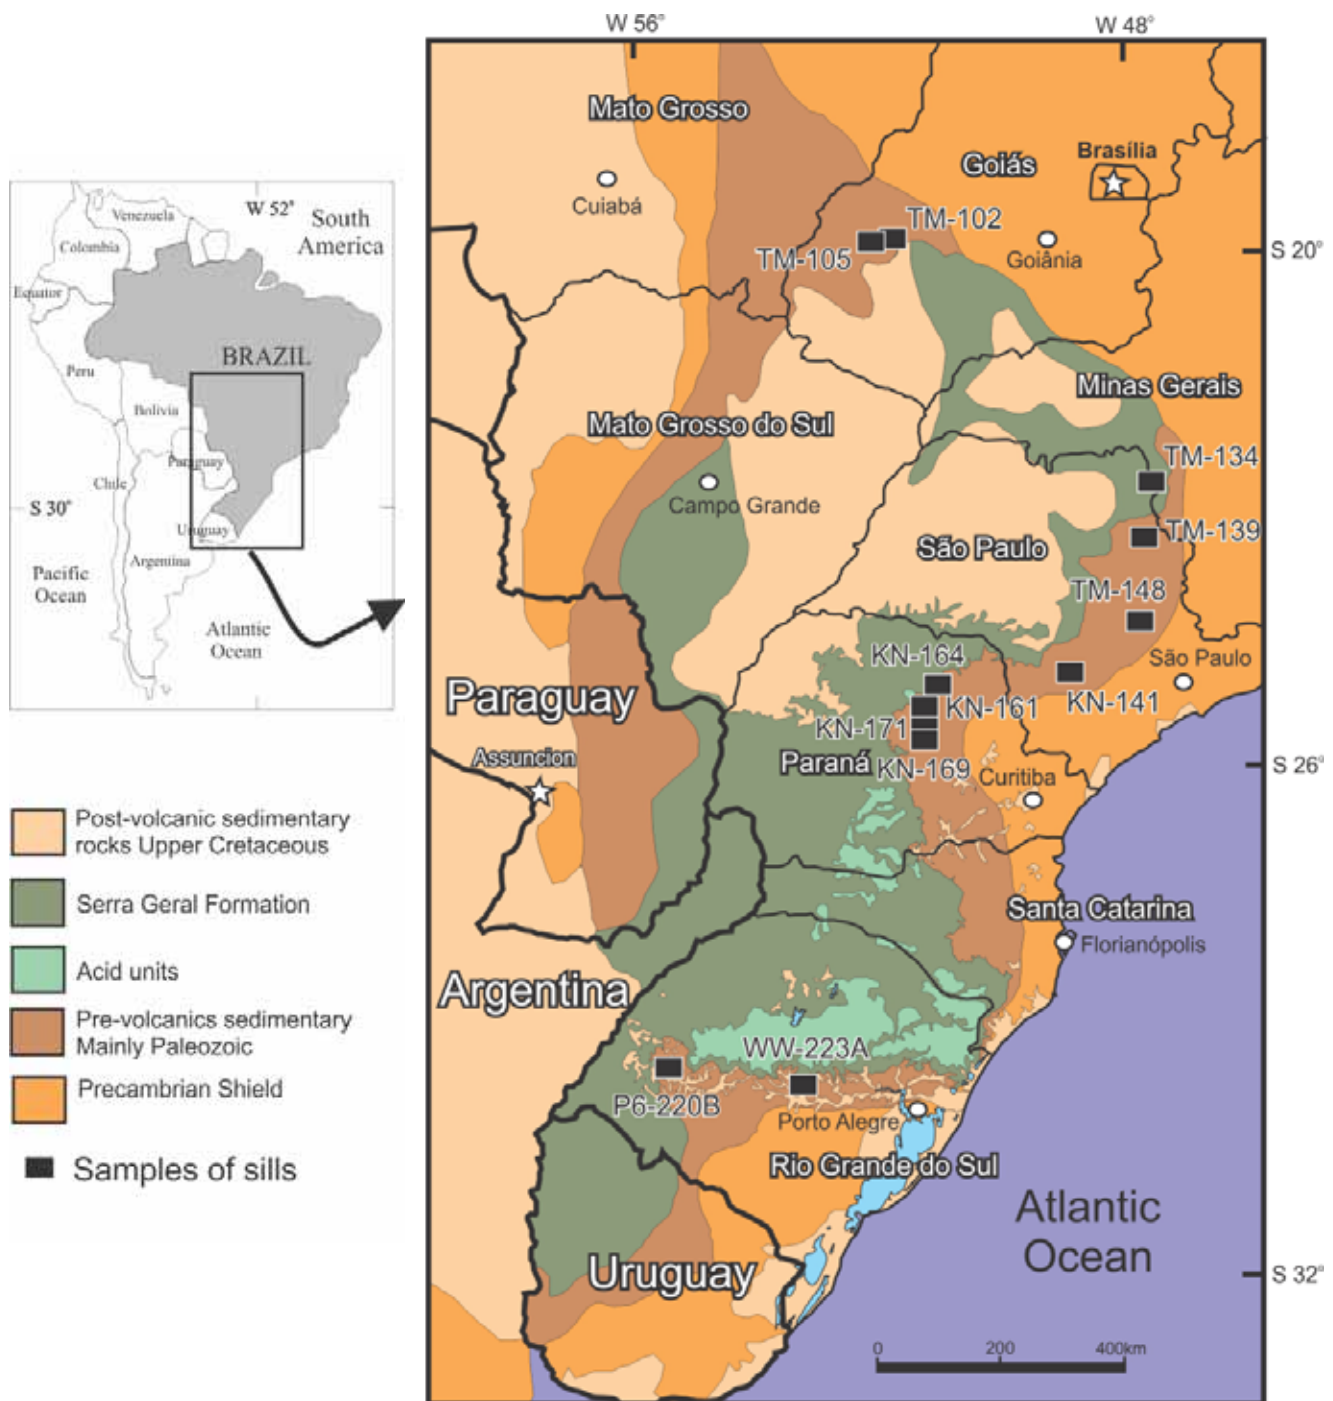 W 56°
W 48°
Mato Grosso
Goiás
Brasília
Cuiabá
TM-102
Goiânia
S 20°
TM-105
Minas Gerais
Mato Grosso do Sul
TM-134
Campo Grande
São Paulo
TM-139
TM-148
KN-164
São Paulo
Paraguay
KN-161
KN-141
KN-171
Paraná
Assuncion
KN-169
Curitiba
S 26°
Santa Catarina
Florianópolis
Argentina
WW-223A
P6-220B
Porto Alegre
Rio Grande do Sul
Atlantic
Ocean
Uruguay
S 32°
0
200
400km
W 52°
South
America
Venezuela
Colombia
Equator
BRAZIL
Peru
Bolivia
Paraguay
Chile
S 30°
Uruguay
Argentina
Pacific
Ocean
Atlantic
Ocean
Post-volcanic sedimentary
rocks Upper Cretaceous
Serra Geral Formation
Acid units
Pre-volcanics sedimentary
Mainly Paleozoic
Precambrian Shield
Samples of sills